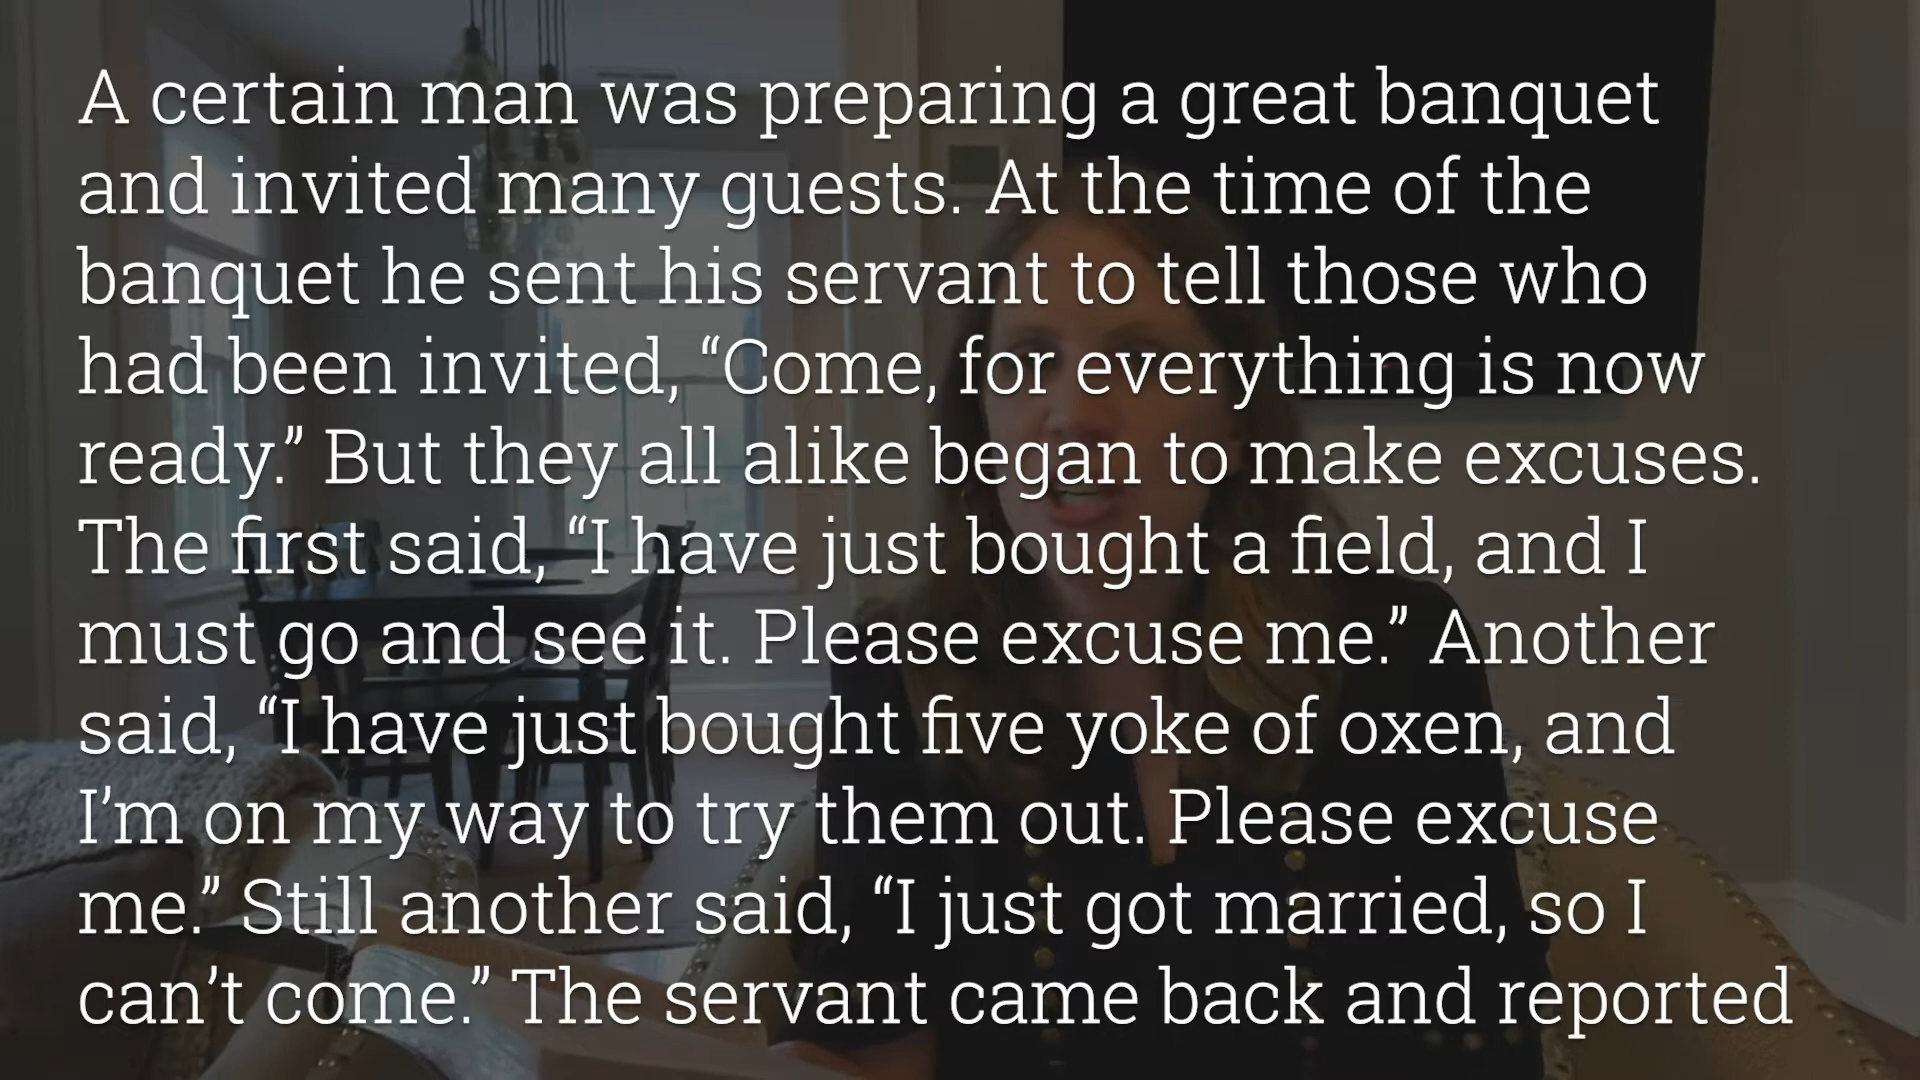 A certain man was preparing a great banquet
and invited many guests. At the time of the
banquet he sent his servant to tell those who
had been invited, “Come, for everything is now
ready.” But they all alike began to make excuses.
The first said, “I have just bought a field, and I
must go and see it. Please excuse me.” Another
said, “I have just bought five yoke of oxen, and
I’m on my way to try them out. Please excuse
me.” Still another said, “I just got married, so I
can’t come.” The servant came back and reported